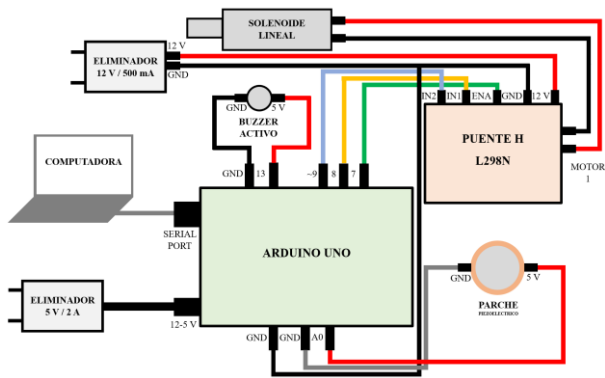 SOLENOIDE
LINEAL
12 V
ELIMINADOR
12 V / 500 mA
GND
GND
5 V
BUZZER
ACTIVO
IN2
IN1
ENA
GND
12 V
PUENTE H
L298N
MOTOR
1
COMPUTADORA
GND
13
~9
8
7
SERIAL
PORT
ARDUINO UNO
ELIMINADOR
5 V / 2 A
12-5 V
GND
GND
A0
GND
5 V
PARCHE
PIEZOELECTRICO